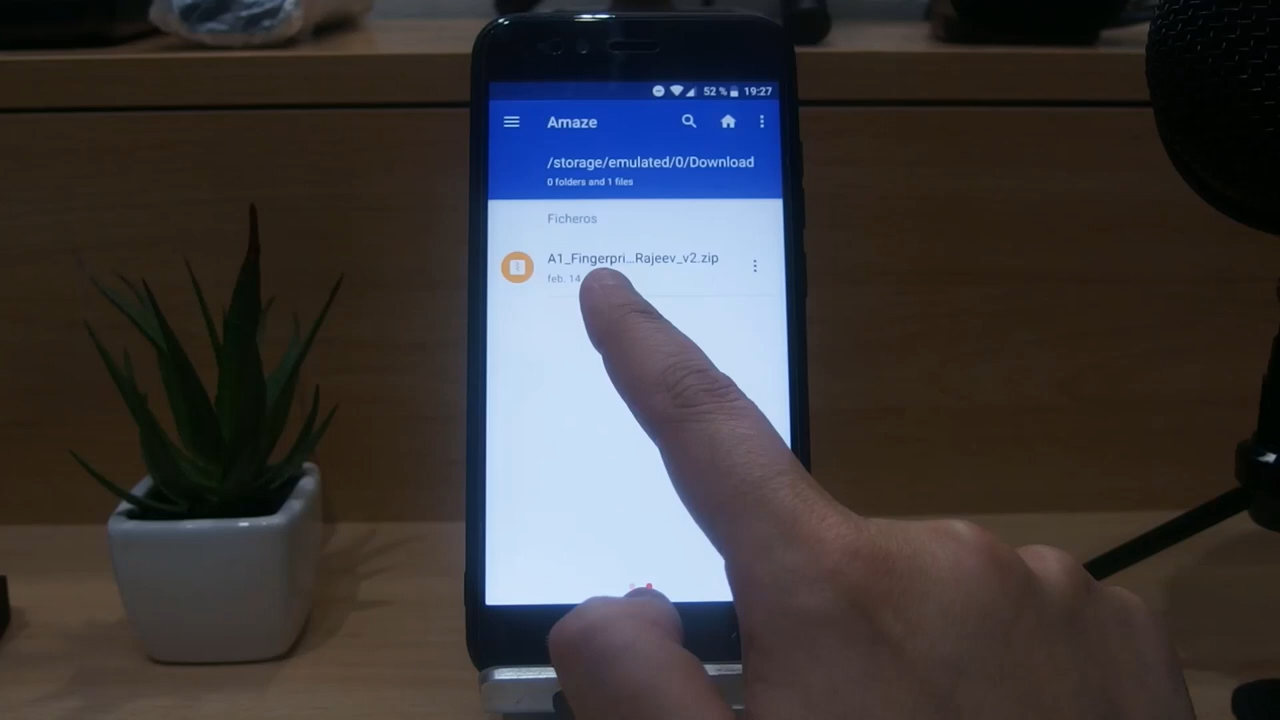 52 % 19:27
Amaze
/storage/emulated/0/Download
0 folders and 1 files
Ficheros
A1_Fingerpri...Rajeev_v2.zip
feb. 14